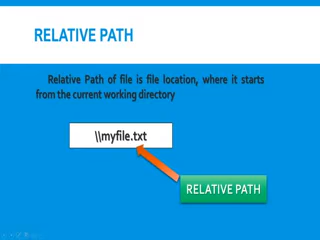 RELATIVE PATH
Relative Path of file is file location, where it starts
from the current working directory
\\myfile.txt
RELATIVE PATH